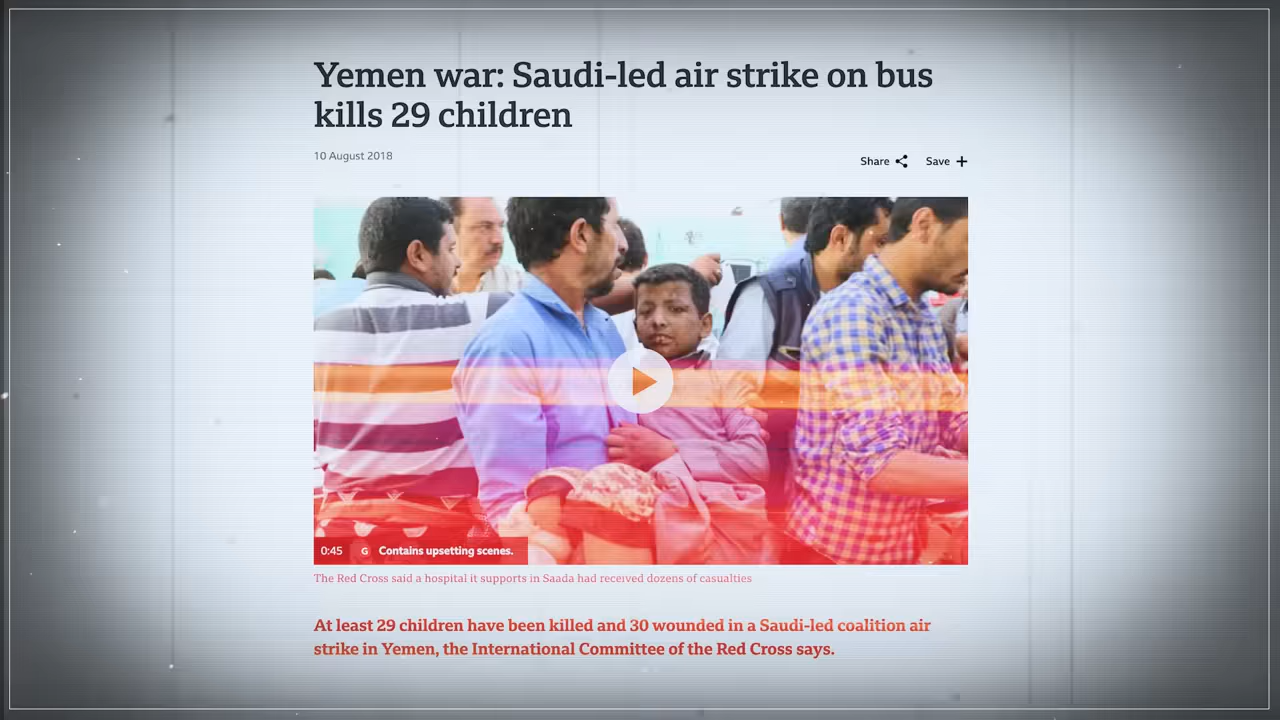 Yemen war: Saudi-led air strike on bus
kills 29 children
10 August 2018
Share
Save
0:45 G Contains upsetting scenes.
The Red Cross said a hospital it supports in Saada had received dozens of casualties
At least 29 children have been killed and 30 wounded in a Saudi-led coalition air
strike in Yemen, the International Committee of the Red Cross says.